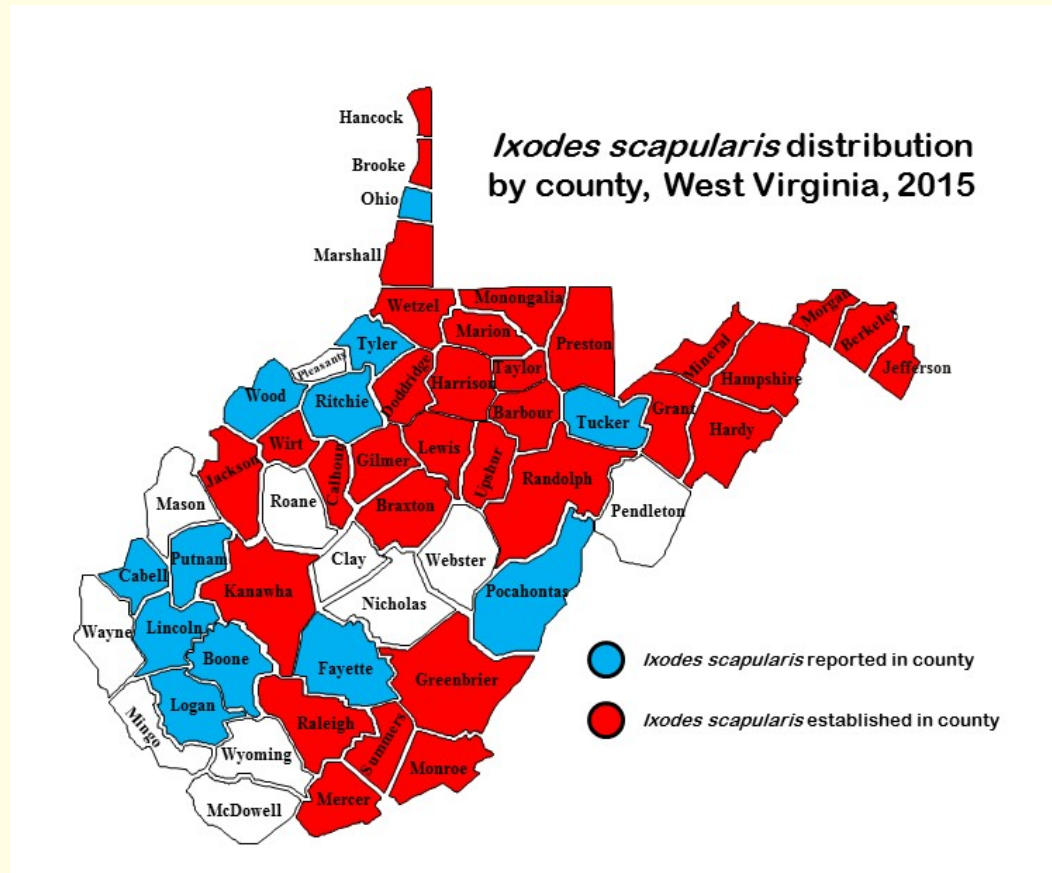 Ixodes scapularis distribution
by county, West Virginia, 2015
Hancock
Brooke
Ohio
Marshall
Wetzel
Monongalia
Marion
Preston
Tyler
Pleasants
Doddridge
Harrison
Taylor
Morgan
Berkeley
Jefferson
Mineral
Hampshire
Wood
Ritchie
Barbour
Tucker
Grant
Hardy
Wirt
Lewis
Gilmer
Upshur
Jackson
Calhoun
Randolph
Mason
Roane
Braxton
Pendleton
Putnam
Clay
Webster
Cabell
Kanawha
Pocahontas
Nicholas
Wayne
Lincoln
Boone
Fayette
Greenbrier
Ixodes scapularis reported in county
Logan
Mingo
Raleigh
Summers
Ixodes scapularis established in county
Wyoming
Monroe
Mercer
McDowell